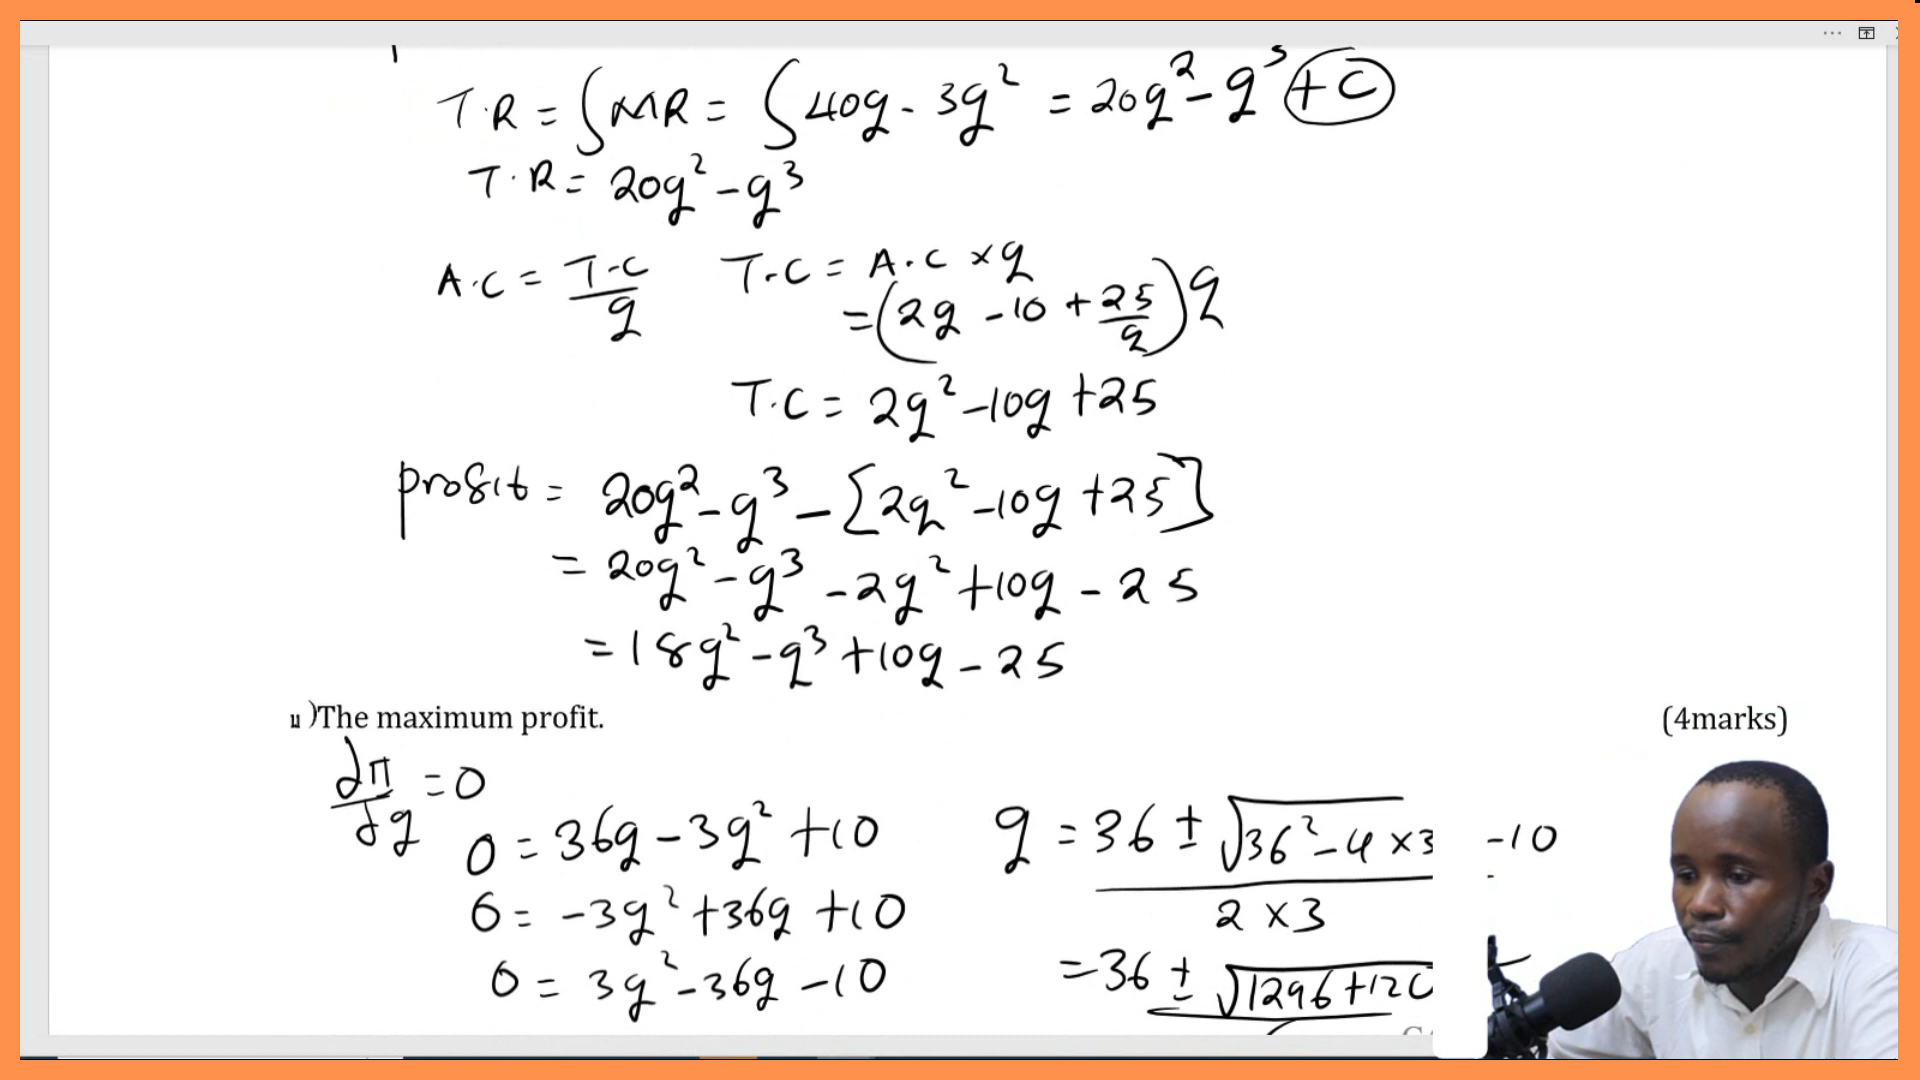 T.R = ∫MR = ∫40q - 3q² = 20q² - q³ + C
T.R = 20q² - q³
A.C = T.C/q T.C = A.C × q
= (2q - 10 + 25/q)q
T.C = 2q² - 10q + 25
profit = 20q² - q³ - [2q² - 10q + 25]
= 20q² - q³ - 2q² + 10q - 25
= 18q² - q³ + 10q - 25
ii )The maximum profit. (4marks)
dπ/dq = 0
0 = 36q - 3q² + 10
0 = -3q² + 36q + 10
0 = 3q² - 36q - 10
q = 36 ± √36² - 4 × 3 -10
2 × 3
= 36 ± √1296 + 120